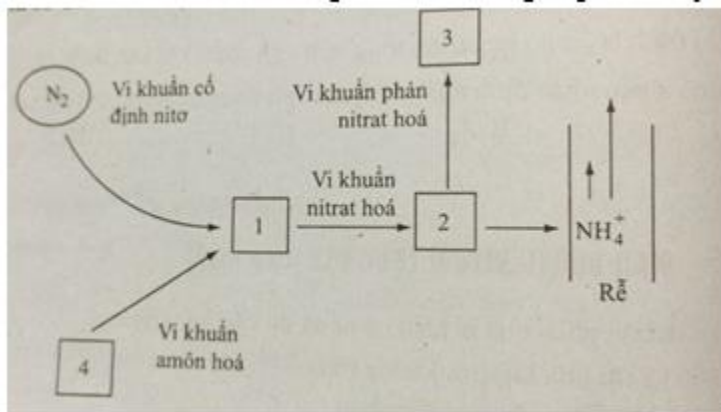 3
N₂
Vi khuẩn cố
định nitơ
Vi khuẩn phản
nitrat hoá
Vi khuẩn
nitrat hoá
1
2
NH₄⁺
Rễ
4
Vi khuẩn
amôn hoá